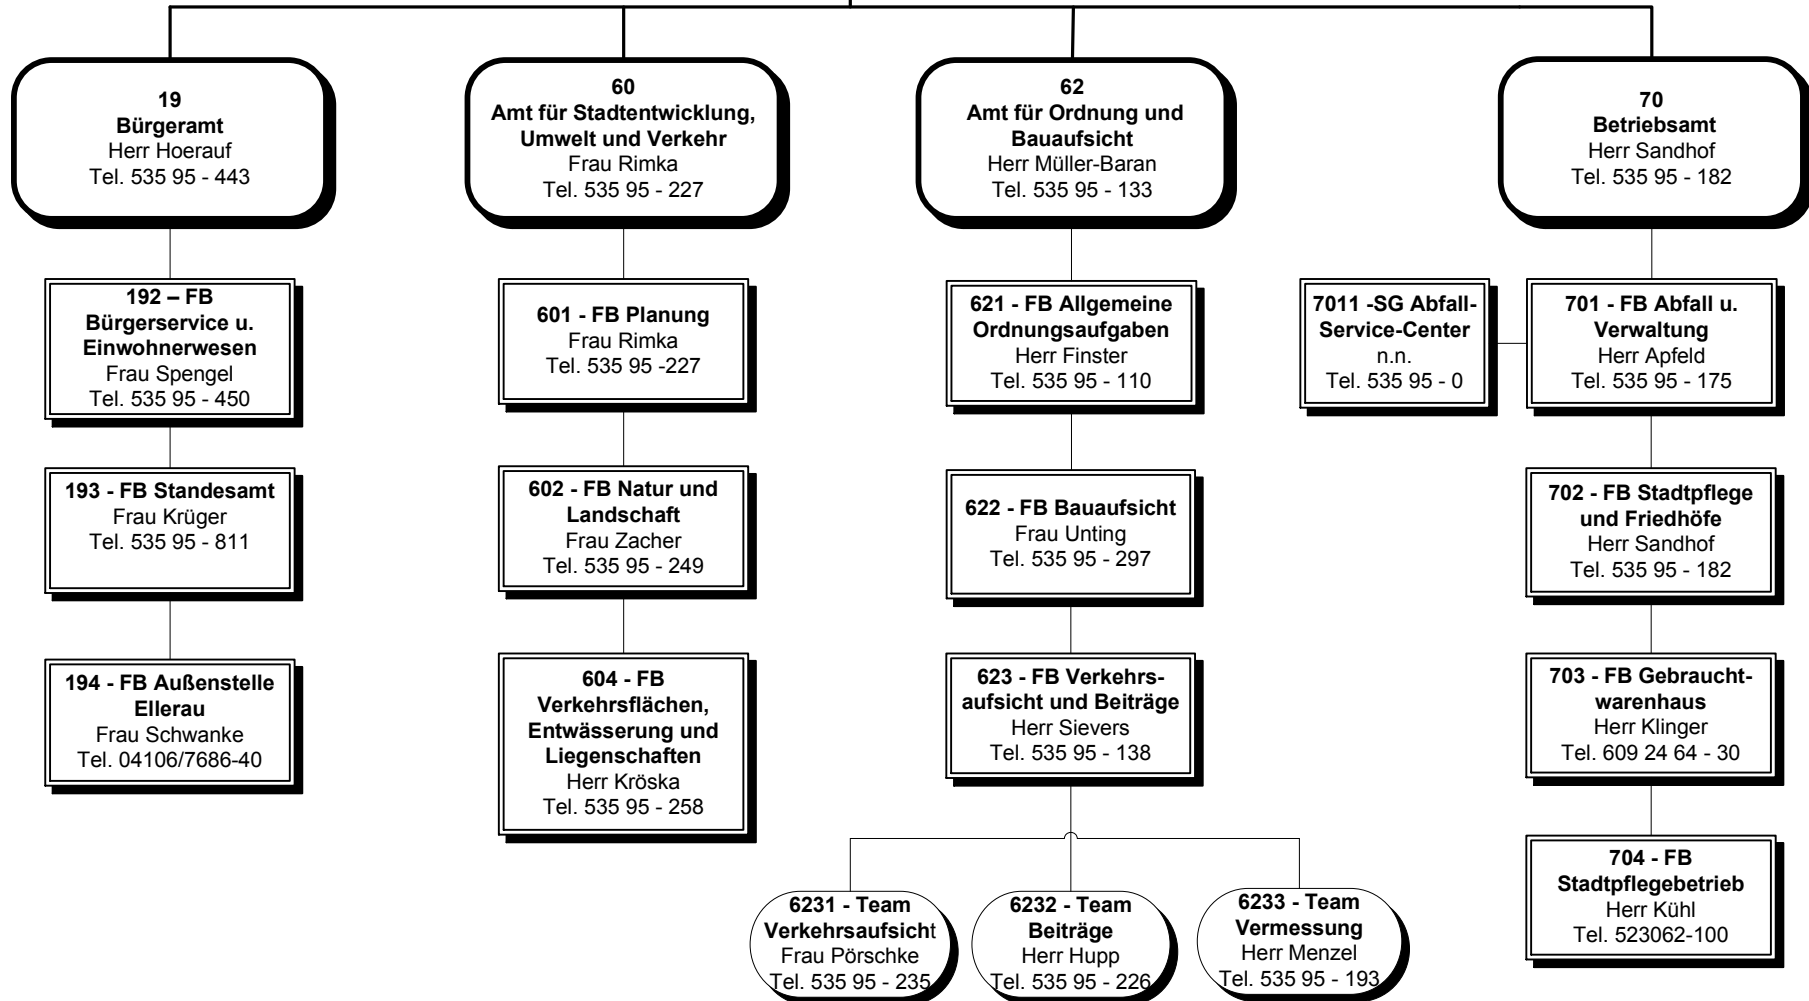 19
Bürgeramt
Herr Hoerauf
Tel. 535 95 - 443
60
Amt für Stadtentwicklung,
Umwelt und Verkehr
Frau Rimka
Tel. 535 95 - 227
62
Amt für Ordnung und
Bauaufsicht
Herr Müller-Baran
Tel. 535 95 - 133
70
Betriebsamt
Herr Sandhof
Tel. 535 95 - 182
192 – FB
Bürgerservice u.
Einwohnerwesen
Frau Spengel
Tel. 535 95 - 450
601 - FB Planung
Frau Rimka
Tel. 535 95 -227
621 - FB Allgemeine
Ordnungsaufgaben
Herr Finster
Tel. 535 95 - 110
7011 -SG Abfall-
Service-Center
n.n.
Tel. 535 95 - 0
701 - FB Abfall u.
Verwaltung
Herr Apfeld
Tel. 535 95 - 175
193 - FB Standesamt
Frau Krüger
Tel. 535 95 - 811
602 - FB Natur und
Landschaft
Frau Zacher
Tel. 535 95 - 249
622 - FB Bauaufsicht
Frau Unting
Tel. 535 95 - 297
702 - FB Stadtpflege
und Friedhöfe
Herr Sandhof
Tel. 535 95 - 182
194 - FB Außenstelle
Ellerau
Frau Schwanke
Tel. 04106/7686-40
604 - FB
Verkehrsflächen,
Entwässerung und
Liegenschaften
Herr Kröska
Tel. 535 95 - 258
623 - FB Verkehrs-
aufsicht und Beiträge
Herr Sievers
Tel. 535 95 - 138
703 - FB Gebraucht-
warenhaus
Herr Klinger
Tel. 609 24 64 - 30
6231 - Team
Verkehrsaufsicht
Frau Pörschke
Tel. 535 95 - 235
6232 - Team
Beiträge
Herr Hupp
Tel. 535 95 - 226
6233 - Team
Vermessung
Herr Menzel
Tel. 535 95 - 193
704 - FB
Stadtpflegebetrieb
Herr Kühl
Tel. 523062-100